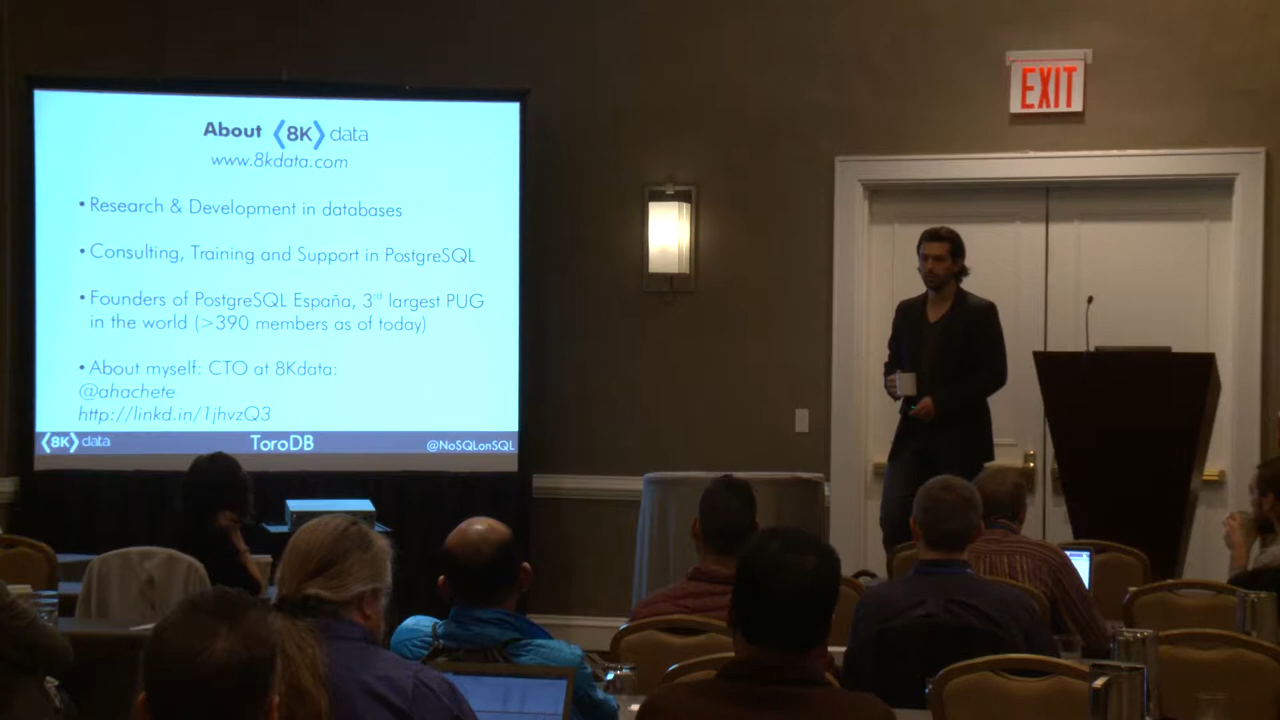 About ⟨8K⟩ data
www.8kdata.com
• Research & Development in databases
• Consulting, Training and Support in PostgreSQL
• Founders of PostgreSQL España, 3rd largest PUG
in the world (>390 members as of today)
• About myself: CTO at 8Kdata:
@ahachete
http://linkd.in/1jhvzQ3
⟨8K⟩ data ToroDB @NoSQLonSQL
EXIT